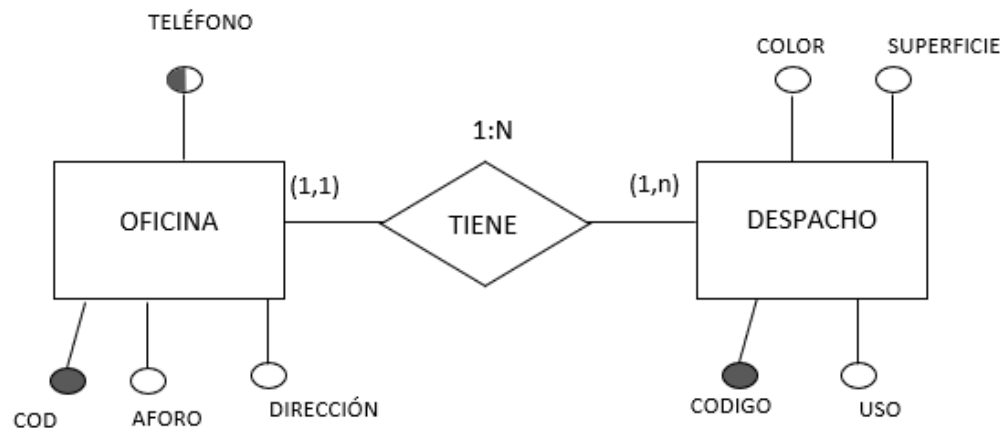 TELÉFONO
COLOR
SUPERFICIE
1:N
(1,1)
(1,n)
OFICINA
TIENE
DESPACHO
COD
AFORO
DIRECCIÓN
CODIGO
USO